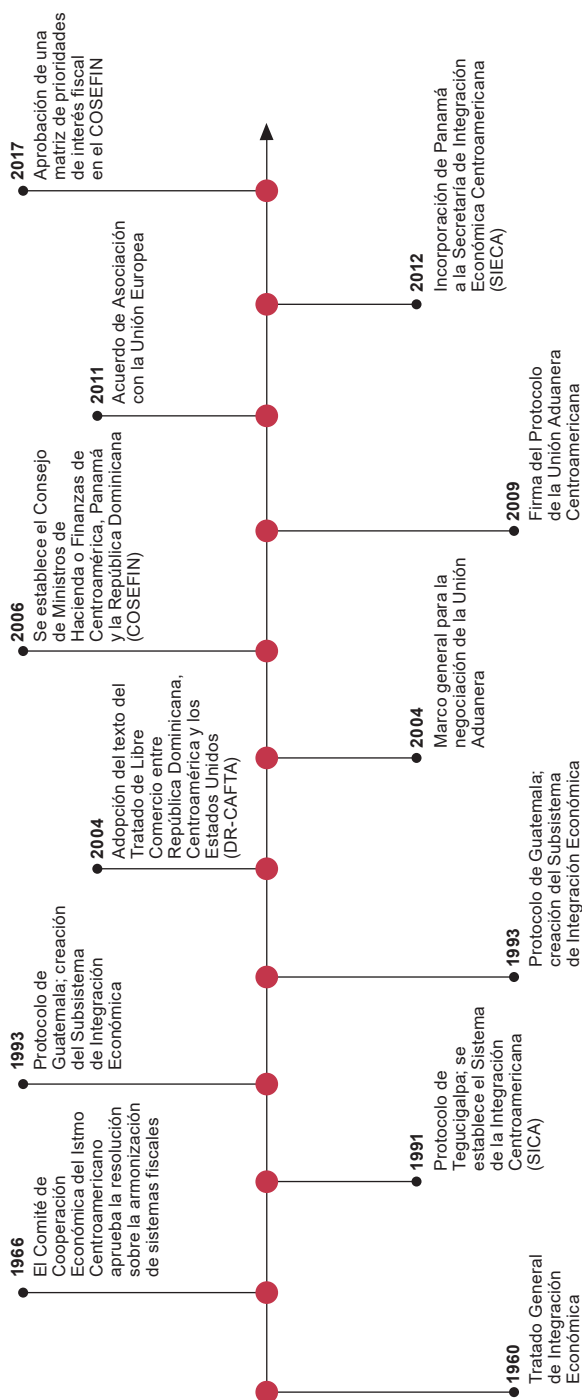 1960
Tratado General
de Integración
Económica
1966
El Comité de
Cooperación
Económica del Istmo
Centroamericano
aprueba la resolución
sobre la armonización
de sistemas fiscales
1991
Protocolo de
Tegucigalpa; se
establece el Sistema
de la Integración
Centroamericana
(SICA)
1993
Protocolo de
Guatemala; creación
del Subsistema
de Integración
Económica
1993
Protocolo de Guatemala;
creación del Subsistema
de Integración Económica
2004
Adopción del texto del
Tratado de Libre
Comercio entre
República Dominicana,
Centroamérica y los
Estados Unidos
(DR-CAFTA)
2004
Marco general para la
negociación de la Unión
Aduanera
2006
Se establece el Consejo
de Ministros de
Hacienda o Finanzas de
Centroamérica, Panamá
y la República Dominicana
(COSEFIN)
2009
Firma del Protocolo
de la Unión Aduanera
Centroamericana
2011
Acuerdo de Asociación
con la Unión Europea
2012
Incorporación de Panamá
a la Secretaría de Integración
Económica Centroamericana
(SIECA)
2017
Aprobación de una
matriz de prioridades
de interés fiscal
en el COSEFIN